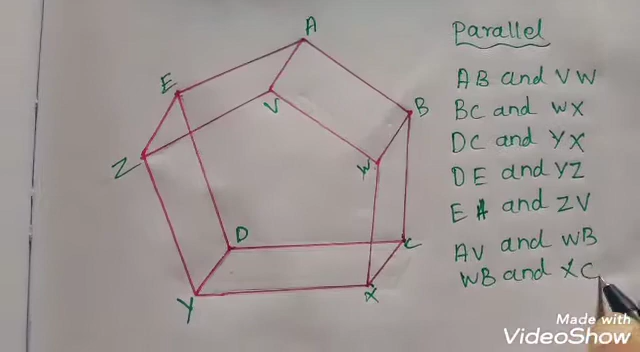 Parallel
A
E
AB and VW
V
B
BC and WX
DC and YX
Z
W
DE and YZ
EA and ZV
D
C
AV and WB
WB and XC
Y
X
Made with
VideoShow